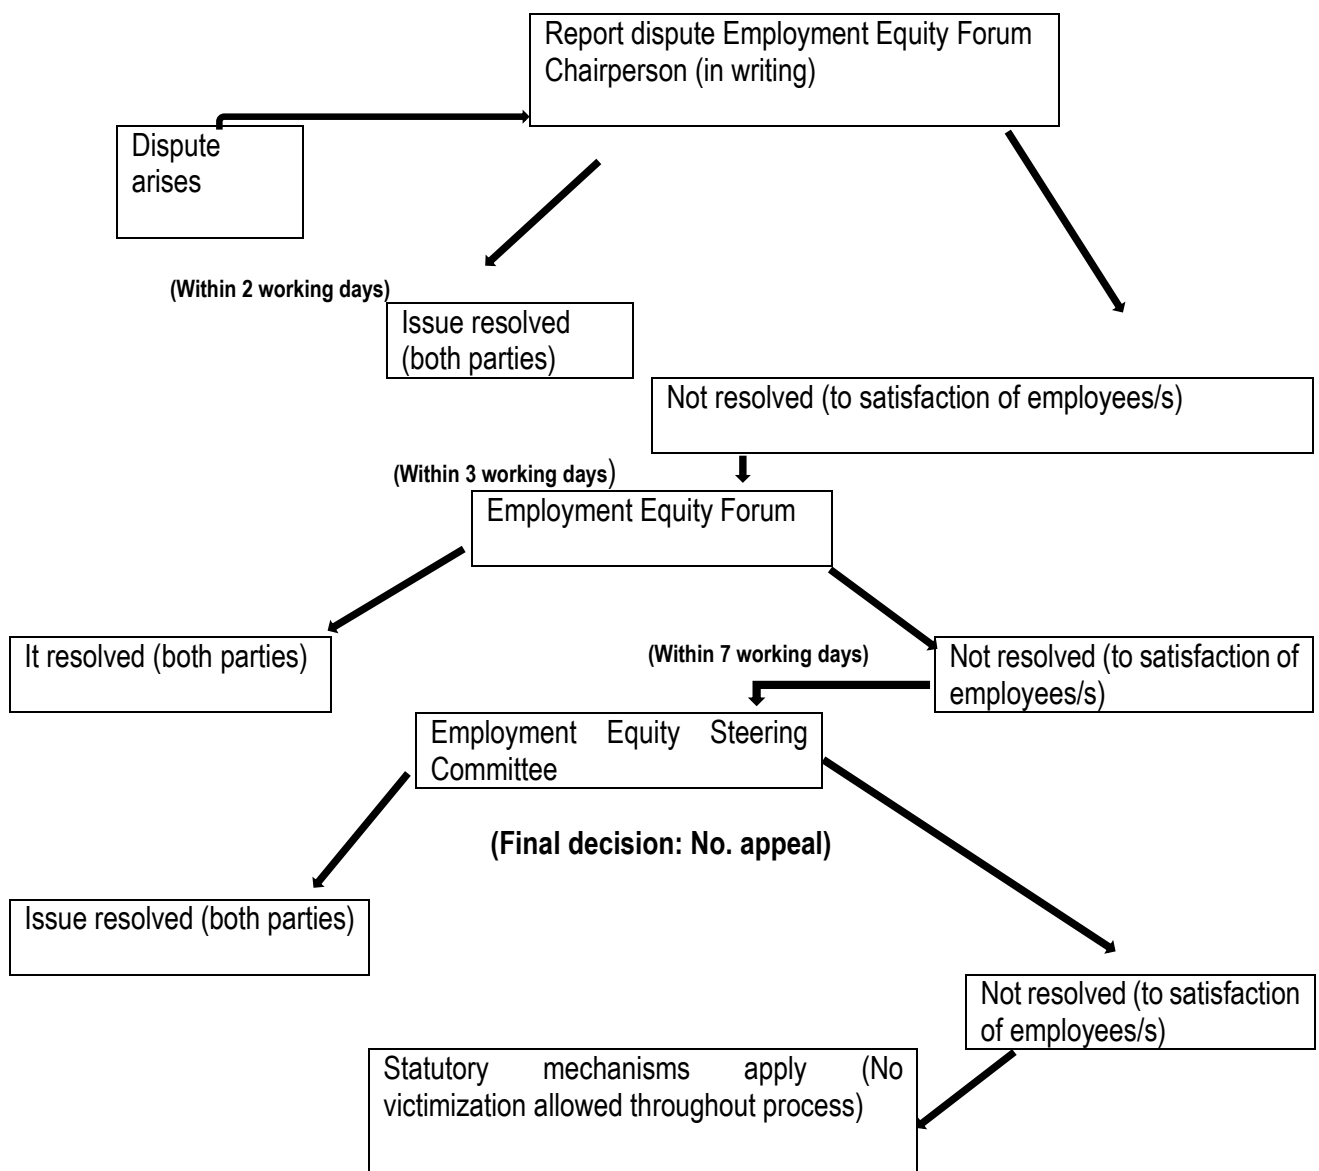 Report dispute Employment Equity Forum
Chairperson (in writing)
Dispute
arises
(Within 2 working days)
Issue resolved
(both parties)
Not resolved (to satisfaction of employees/s)
(Within 3 working days)
Employment Equity Forum
It resolved (both parties)
(Within 7 working days)
Not resolved (to satisfaction of
employees/s)
Employment Equity Steering
Committee
(Final decision: No. appeal)
Issue resolved (both parties)
Not resolved (to satisfaction
of employees/s)
Statutory mechanisms apply (No
victimization allowed throughout process)